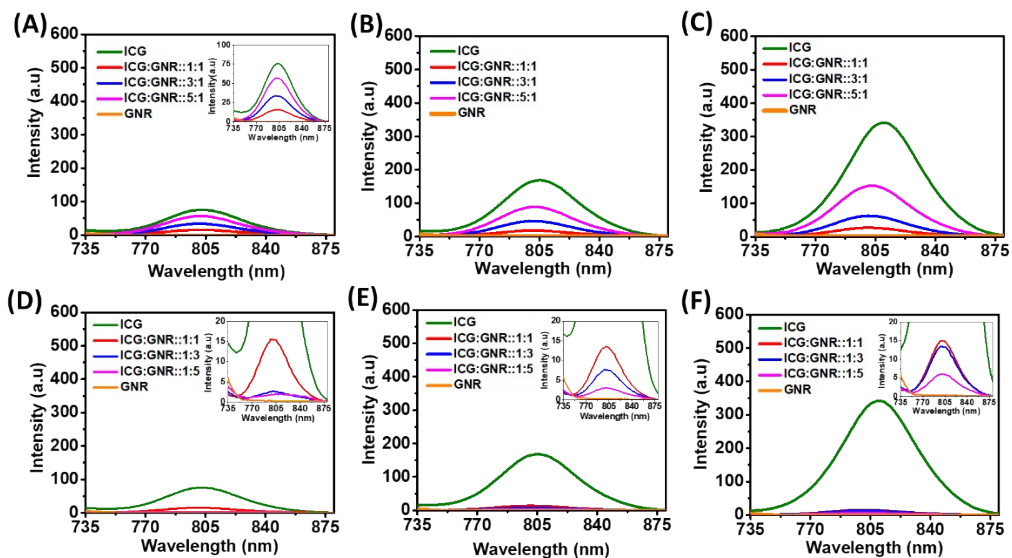 (A)
600
500
400
300
200
100
0
Intensity (a.u)
ICG
ICG:GNR::1:1
ICG:GNR::3:1
ICG:GNR::5:1
GNR
100
75
50
25
0
Intensity(a.u)
735 770 805 840 875
Wavelength (nm)
735 770 805 840 875
Wavelength (nm)
(B)
600
500
400
300
200
100
0
Intensity (a.u)
ICG
ICG:GNR::1:1
ICG:GNR::3:1
ICG:GNR::5:1
GNR
735 770 805 840 875
Wavelength (nm)
(C)
600
500
400
300
200
100
0
Intensity (a.u)
ICG
ICG:GNR::1:1
ICG:GNR::3:1
ICG:GNR::5:1
GNR
735 770 805 840 875
Wavelength (nm)
(D)
600
500
400
300
200
100
0
Intensity (a.u)
ICG
ICG:GNR::1:1
ICG:GNR::1:3
ICG:GNR::1:5
GNR
20
15
10
5
0
Intensity (a.u)
735 770 805 840 875
Wavelength (nm)
735 770 805 840 875
Wavelength (nm)
(E)
600
500
400
300
200
100
0
Intensity (a.u)
ICG
ICG:GNR::1:1
ICG:GNR::1:3
ICG:GNR::1:5
GNR
20
15
10
5
0
Intensity (a.u)
735 770 805 840 875
Wavelength (nm)
735 770 805 840 875
Wavelength (nm)
(F)
600
500
400
300
200
100
0
Intensity (a.u)
ICG
ICG:GNR::1:1
ICG:GNR::1:3
ICG:GNR::1:5
GNR
20
15
10
5
0
Intensity (a.u)
735 770 805 840 875
Wavelength (nm)
735 770 805 840 875
Wavelength (nm)